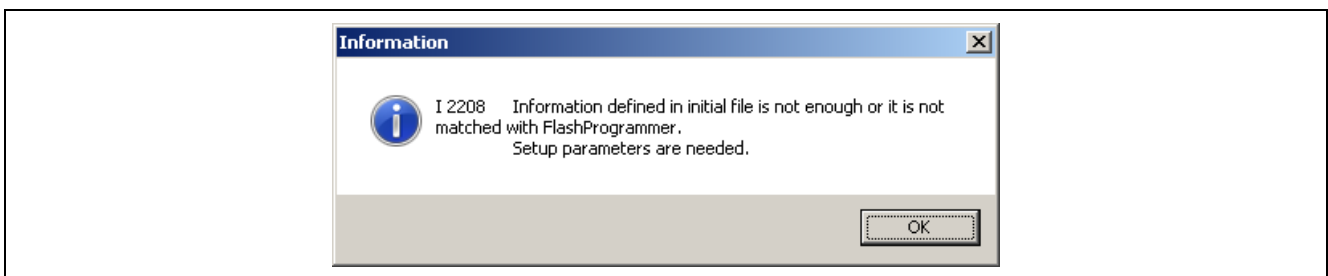 Information
I 2208 Information defined in initial file is not enough or it is not
matched with FlashProgrammer.
Setup parameters are needed.
OK